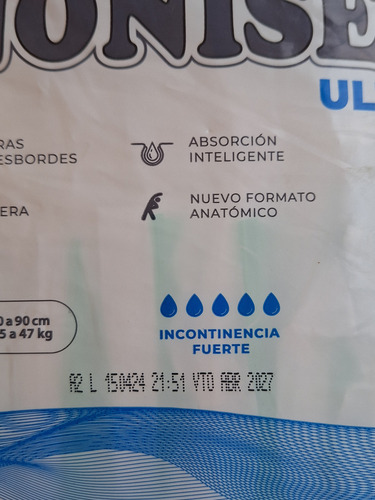 ONISE
UL
RAS
ESBORDES
ABSORCIÓN
INTELIGENTE
ERA
NUEVO FORMATO
ANATÓMICO
0 a 90 cm
5 a 47 kg
INCONTINENCIA
FUERTE
A2 L 150424 21:51 VTO ABR 2027